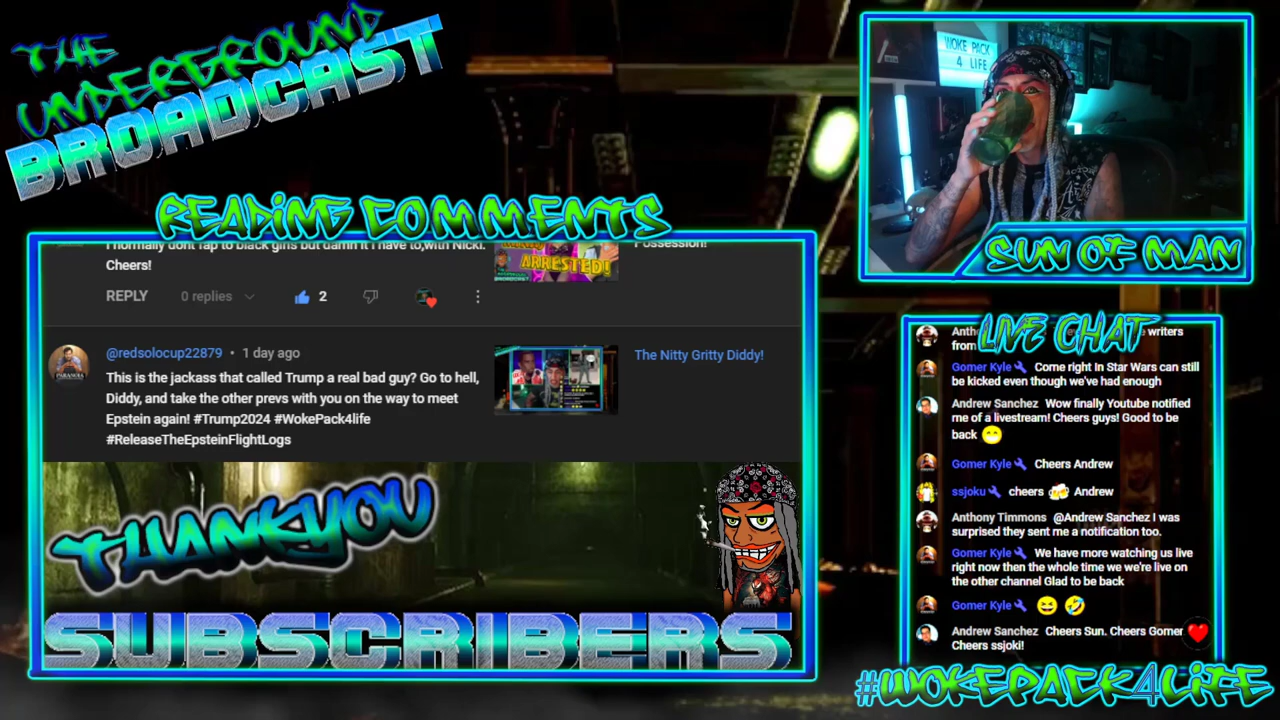 THE
UNDERGROUND
BROADCAST
READING COMMENTS
I normally dont fap to black girls but damn it I have to,with Nicki.
Cheers!
REPLY 0 replies 2
ARRESTED!
Possession!
@redsolocup22879 • 1 day ago
This is the jackass that called Trump a real bad guy? Go to hell,
Diddy, and take the other prevs with you on the way to meet
Epstein again! #Trump2024 #WokePack4life
#ReleaseTheEpsteinFlightLogs
The Nitty Gritty Diddy!
THANKYOU
SUBSCRIBERS
WOKE PACK
4 LIFE
SUN OF MAN
LIVE CHAT
Anth writers
from
Gomer Kyle Come right In Star Wars can still
be kicked even though we've had enough
Andrew Sanchez Wow finally Youtube notified
me of a livestream! Cheers guys! Good to be
back 😁
Gomer Kyle Cheers Andrew
ssjoku cheers 🍻 Andrew
Anthony Timmons @Andrew Sanchez I was
surprised they sent me a notification too.
Gomer Kyle We have more watching us live
right now then the whole time we we're live on
the other channel Glad to be back
Gomer Kyle 😆 🤣
Andrew Sanchez Cheers Sun. Cheers Gomer
Cheers ssjoki!
#WOKEPACK4LIFE